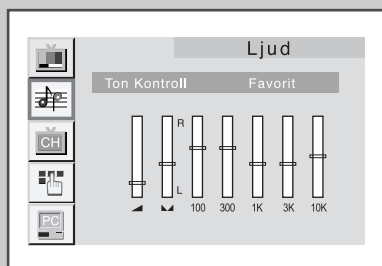 Ljud
Ton Kontroll Favorit
R
CH
L
100 300 1K 3K 10K
PC